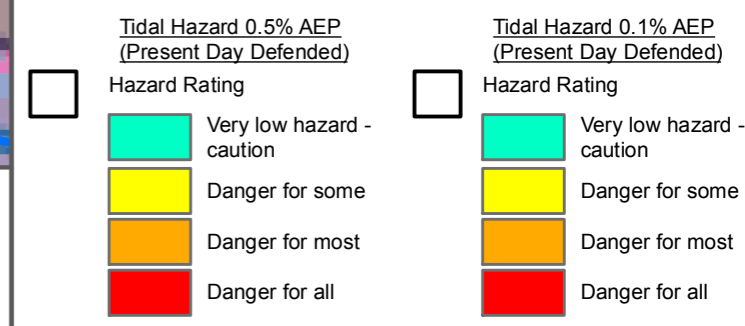 Tidal Hazard 0.5% AEP
(Present Day Defended)
Hazard Rating
Very low hazard -
caution
Danger for some
Danger for most
Danger for all
Tidal Hazard 0.1% AEP
(Present Day Defended)
Hazard Rating
Very low hazard -
caution
Danger for some
Danger for most
Danger for all